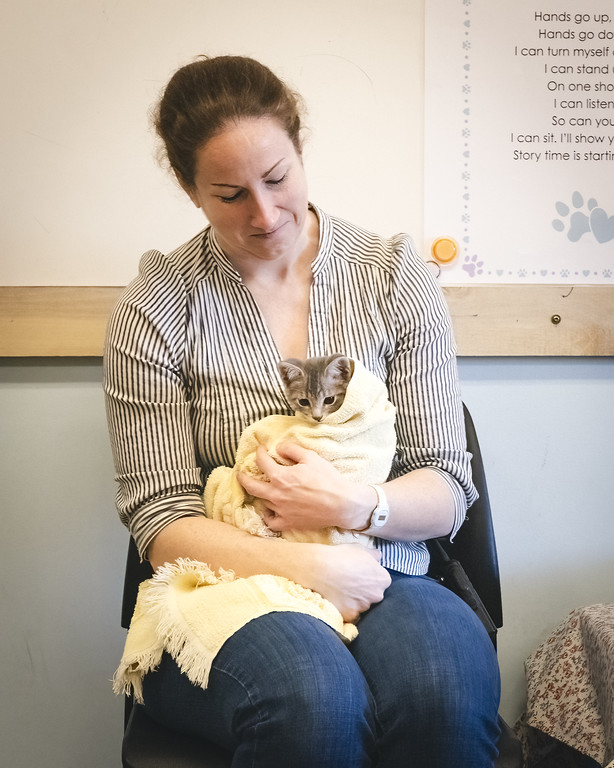 Hands go up,
Hands go do
I can turn myself
I can stand
On one sho
I can listen
So can you
I can sit. I'll show y
Story time is startin